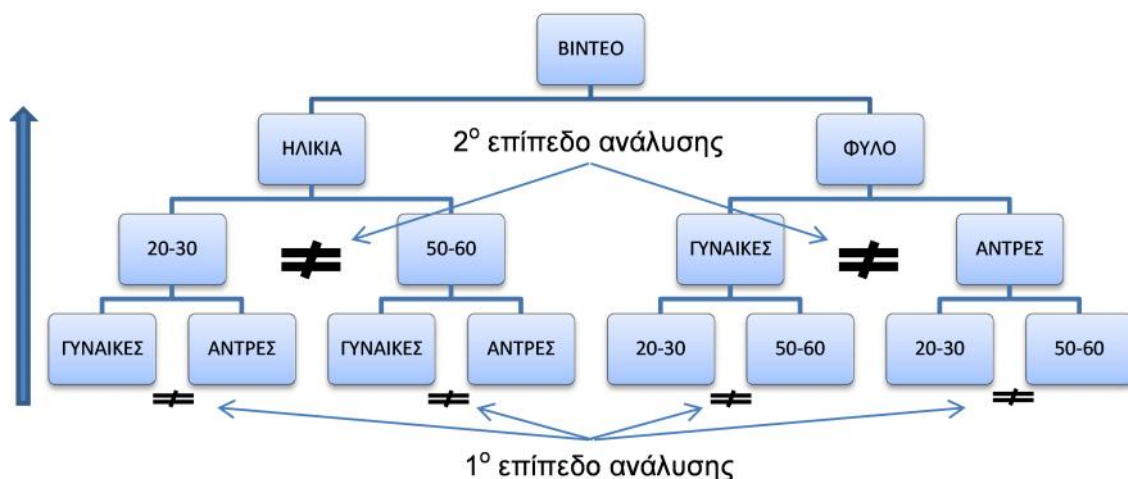 ΒΙΝΤΕΟ
ΗΛΙΚΙΑ
2ο επίπεδο ανάλυσης
ΦΥΛΟ
20-30
≠
50-60
ΓΥΝΑΙΚΕΣ
≠
ΑΝΤΡΕΣ
ΓΥΝΑΙΚΕΣ
ΑΝΤΡΕΣ
ΓΥΝΑΙΚΕΣ
ΑΝΤΡΕΣ
20-30
50-60
20-30
50-60
≠
≠
≠
≠
1ο επίπεδο ανάλυσης